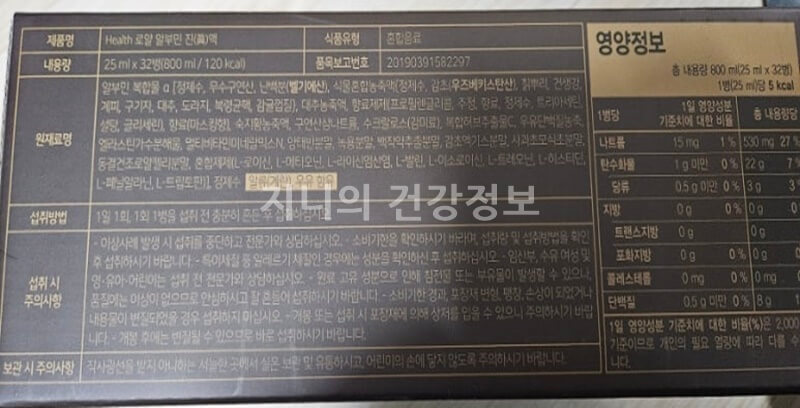 제품명 Health 로얄 알부민 진(眞)액 식품유형 혼합음료
내용량 25 ml x 32병(800 ml / 120 kcal) 품목보고번호 20190391582297
원재료명
알부민 복합물 α [정제수, 무수구연산, 난백분(벨기에산), 식물혼합농축액(정제수, 감초(우즈베키스탄산), 칡뿌리, 건생강,
계피, 구기자, 대추, 도라지, 복령균핵, 감귤껍질), 대추농축액, 향료제제(프로필렌글리콜, 주정, 향료, 정제수, 트리아세틴,
셀담, 글리세린), 향료(마스킹향), 숙지황농축액, 구연산삼나트륨, 수크랄로스(감미료), 복합허브추출물C, 우유단백질농축,
엘라스틴가수분해물, 멀티비타민미네랄믹스M, 양태반분말, 녹용분말, 백작약추출분말, 감초엑기스분말, 사과초모식초분말,
동결건조로얄젤리분말, 혼합제제(L-로이신, L-메티오닌, L-라이신염산염, L-발린, L-이소로이신, L-트레오닌, L-히스티딘,
L-페닐알라닌, L-트립토판)], 정제수 알류(계란), 우유 함유
섭취방법 1일 1회, 1회 1병을 섭취 전 충분히 흔든 후 섭취하십시오
지니의 건강정보
섭취 시
주의사항
- 이상사례 발생 시 섭취를 중단하고 전문가와 상담하십시오. - 소비기한을 확인하시기 바라며, 섭취량 및 섭취방법을 확인한
후 섭취하시기 바랍니다. - 특이체질 등 알레르기 체질인 경우에는 성분을 확인하신 후 섭취하십시오. - 임산부, 수유 여성 및
영·유아·어린이는 섭취 전 전문가와 상담하십시오. - 원료 고유 성분으로 인해 침전물 또는 부유물이 발생할 수 있으나,
품질에는 이상이 없으므로 안심하시고 잘 흔들어 섭취하시기 바랍니다. - 소비기한 경과, 포장재 변형, 팽창, 손상이 되었거나
내용물이 변질되었을 경우 섭취하지 마십시오. - 개봉 또는 섭취 시 포장재에 의해 상처를 입을 수 있으니 주의하시기 바랍니다.
- 개봉 후에는 변질될 수 있으므로 바로 섭취하시기 바랍니다.
보관 시 주의사항 직사광선을 받지 아니하는 서늘한 곳에서 실온 보관 및 유통하시고, 어린이의 손에 닿지 않도록 주의하시기 바랍니다.
영양정보
총 내용량 800 ml(25 ml x 32병)
1병(25 ml)당 5 kcal
1병당 1일 영양성분 기준치에 대한 비율 총 내용량당
나트륨 15 mg 1 % 530 mg 27 %
탄수화물 1 g 미만 0 % 22 g 7
당류 0.5 g 미만 0 % 3 g 3
지방 0 g 0 % 0 g
트랜스지방 0 g 0 g
포화지방 0 g 0 % 0 g
콜레스테롤 0 mg 0 % 0 mg
단백질 0.5 g 미만 0 % 8 g
1일 영양성분 기준치에 대한 비율(%)은 2,000
기준이므로 개인의 필요 열량에 따라 다를 수